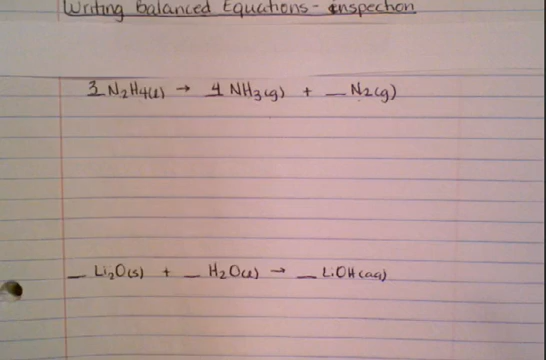 Writing Balanced Equations - inspection
3 N2H4(l) → 4 NH3(g) + __ N2(g)
__ Li2O(s) + __ H2O(l) → __ LiOH(aq)